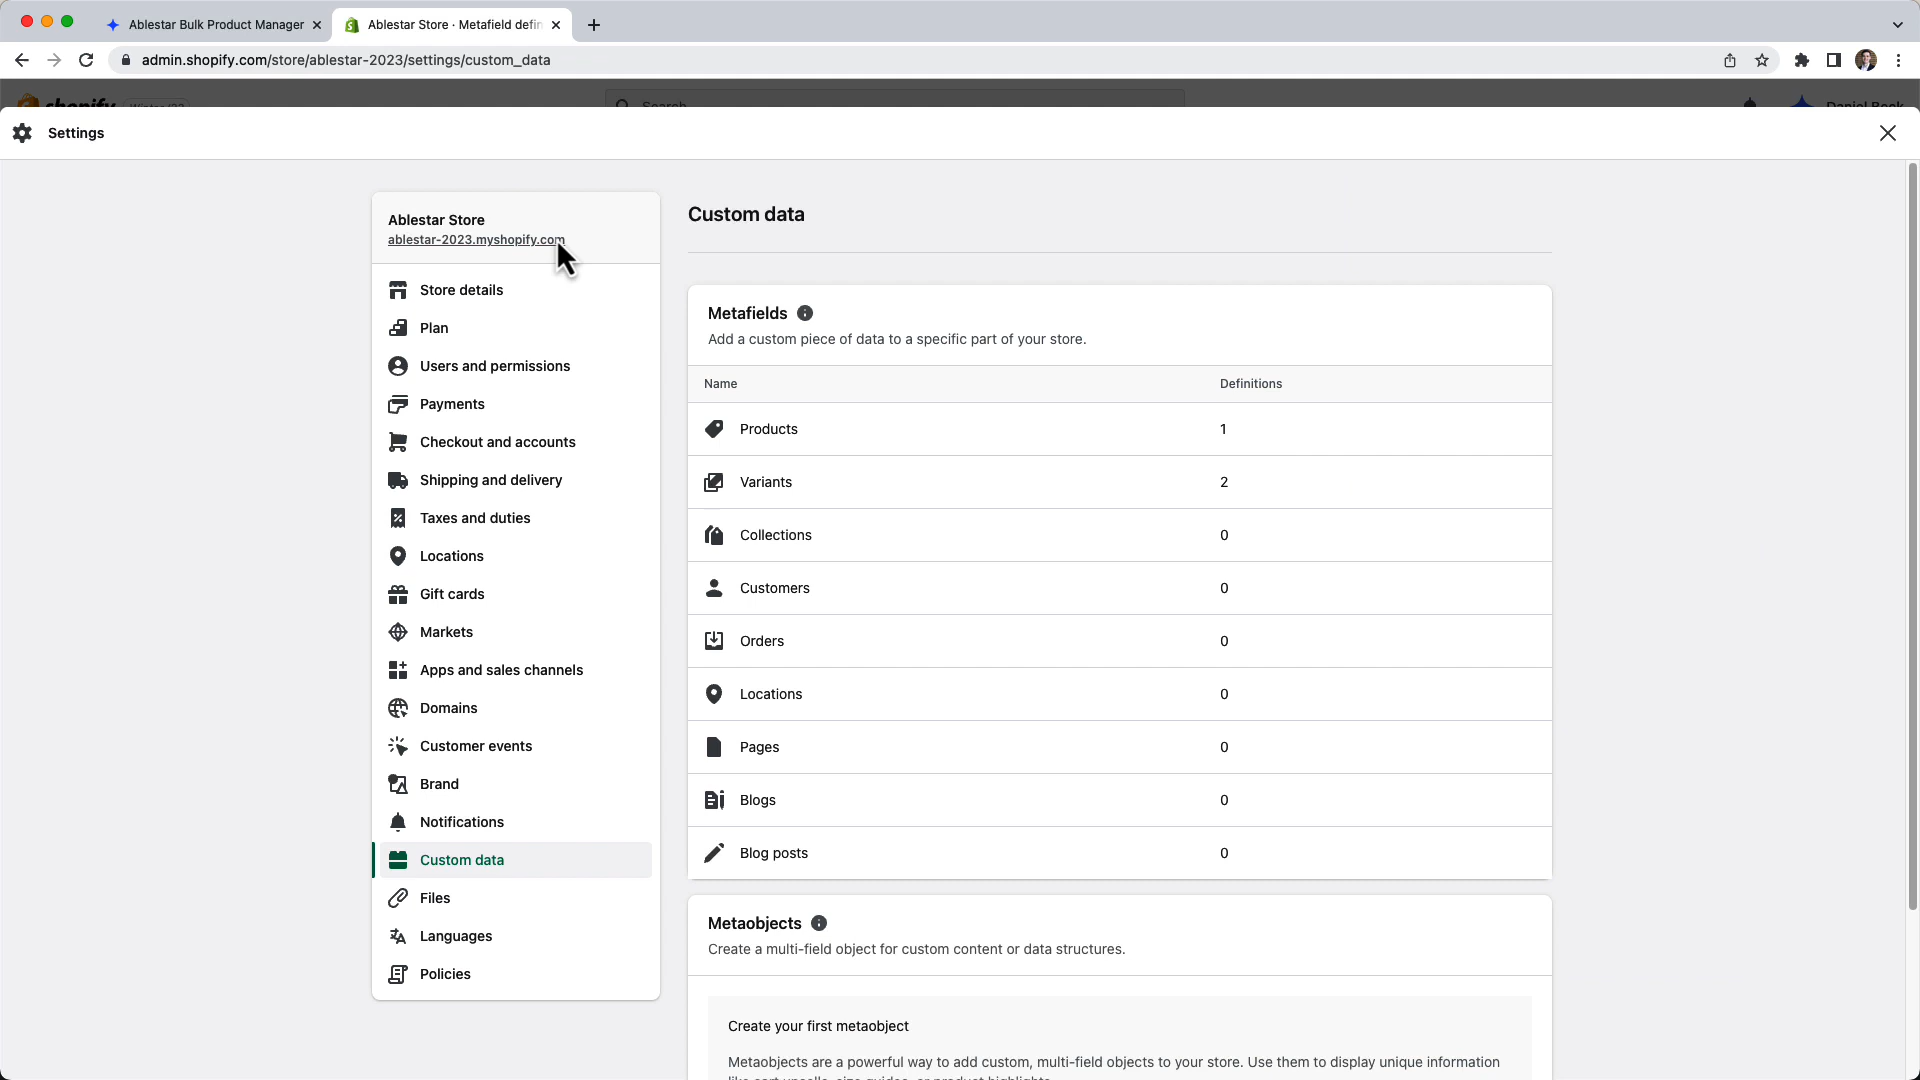 Ablestar Bulk Product Manager
Ablestar Store · Metafield defin
admin.shopify.com/store/ablestar-2023/settings/custom_data
shopify
Search
Daniel Beck
Settings
Ablestar Store
ablestar-2023.myshopify.com
Store details
Plan
Users and permissions
Payments
Checkout and accounts
Shipping and delivery
Taxes and duties
Locations
Gift cards
Markets
Apps and sales channels
Domains
Customer events
Brand
Notifications
Custom data
Files
Languages
Policies
Custom data
Metafields
Add a custom piece of data to a specific part of your store.
Name Definitions
Products 1
Variants 2
Collections 0
Customers 0
Orders 0
Locations 0
Pages 0
Blogs 0
Blog posts 0
Metaobjects
Create a multi-field object for custom content or data structures.
Create your first metaobject
Metaobjects are a powerful way to add custom, multi-field objects to your store. Use them to display unique information